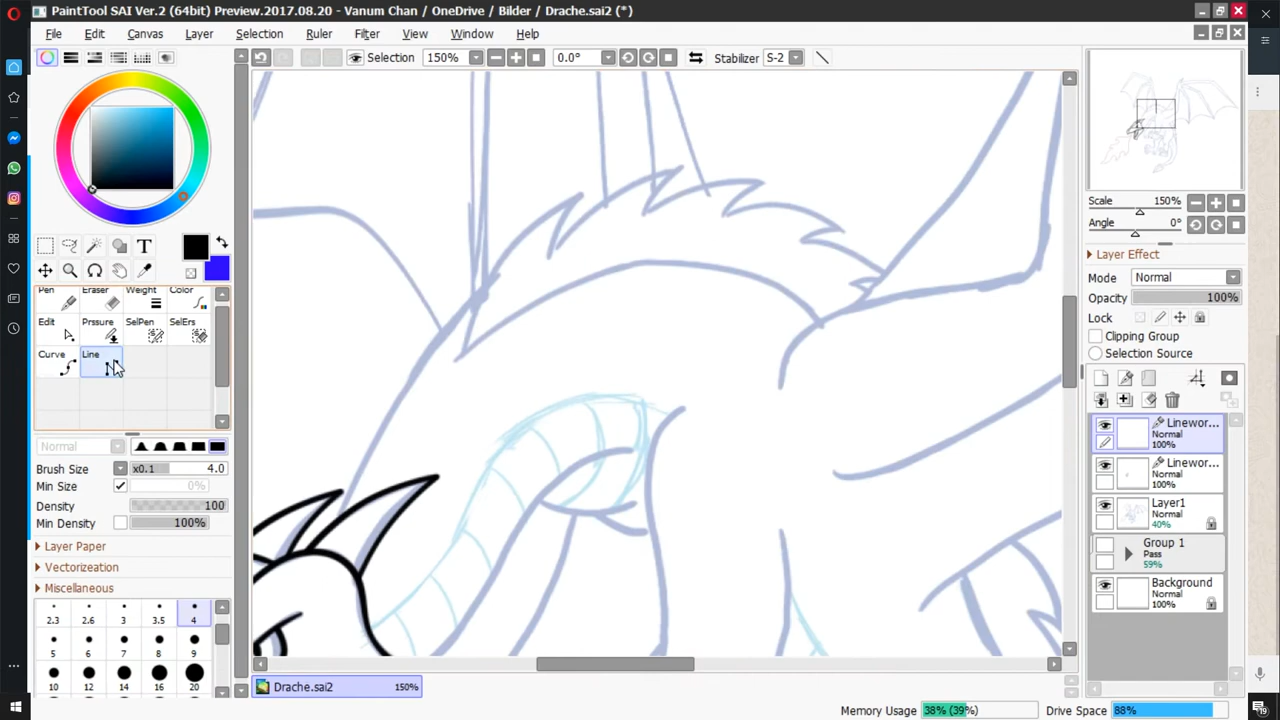 PaintTool SAI Ver.2 (64bit) Preview.2017.08.20 - Vanum Chan / OneDrive / Bilder / Drache.sai2 (*)
File Edit Canvas Layer Selection Ruler Filter View Window Help
Selection 150% 0.0° Stabilizer S-2
Scale 150%
Angle 0°
Layer Effect
Mode Normal
Opacity 100%
Lock
Clipping Group
Selection Source
T
Pen Eraser Weight Color
Edit Prssure SelPen SelErs
Curve Line
Normal
Brush Size x0.1 4.0
Min Size 0%
Density 100
Min Density 100%
Layer Paper
Vectorization
Miscellaneous
2.3 2.6 3 3.5 4
5 6 7 8 9
10 12 14 16 20
Linewor...
Normal
100%
Linewor...
Normal
100%
Layer1
Normal
40%
Group 1
Pass
59%
Background
Normal
100%
Drache.sai2 150%
Memory Usage 38% (39%) Drive Space 88%
19